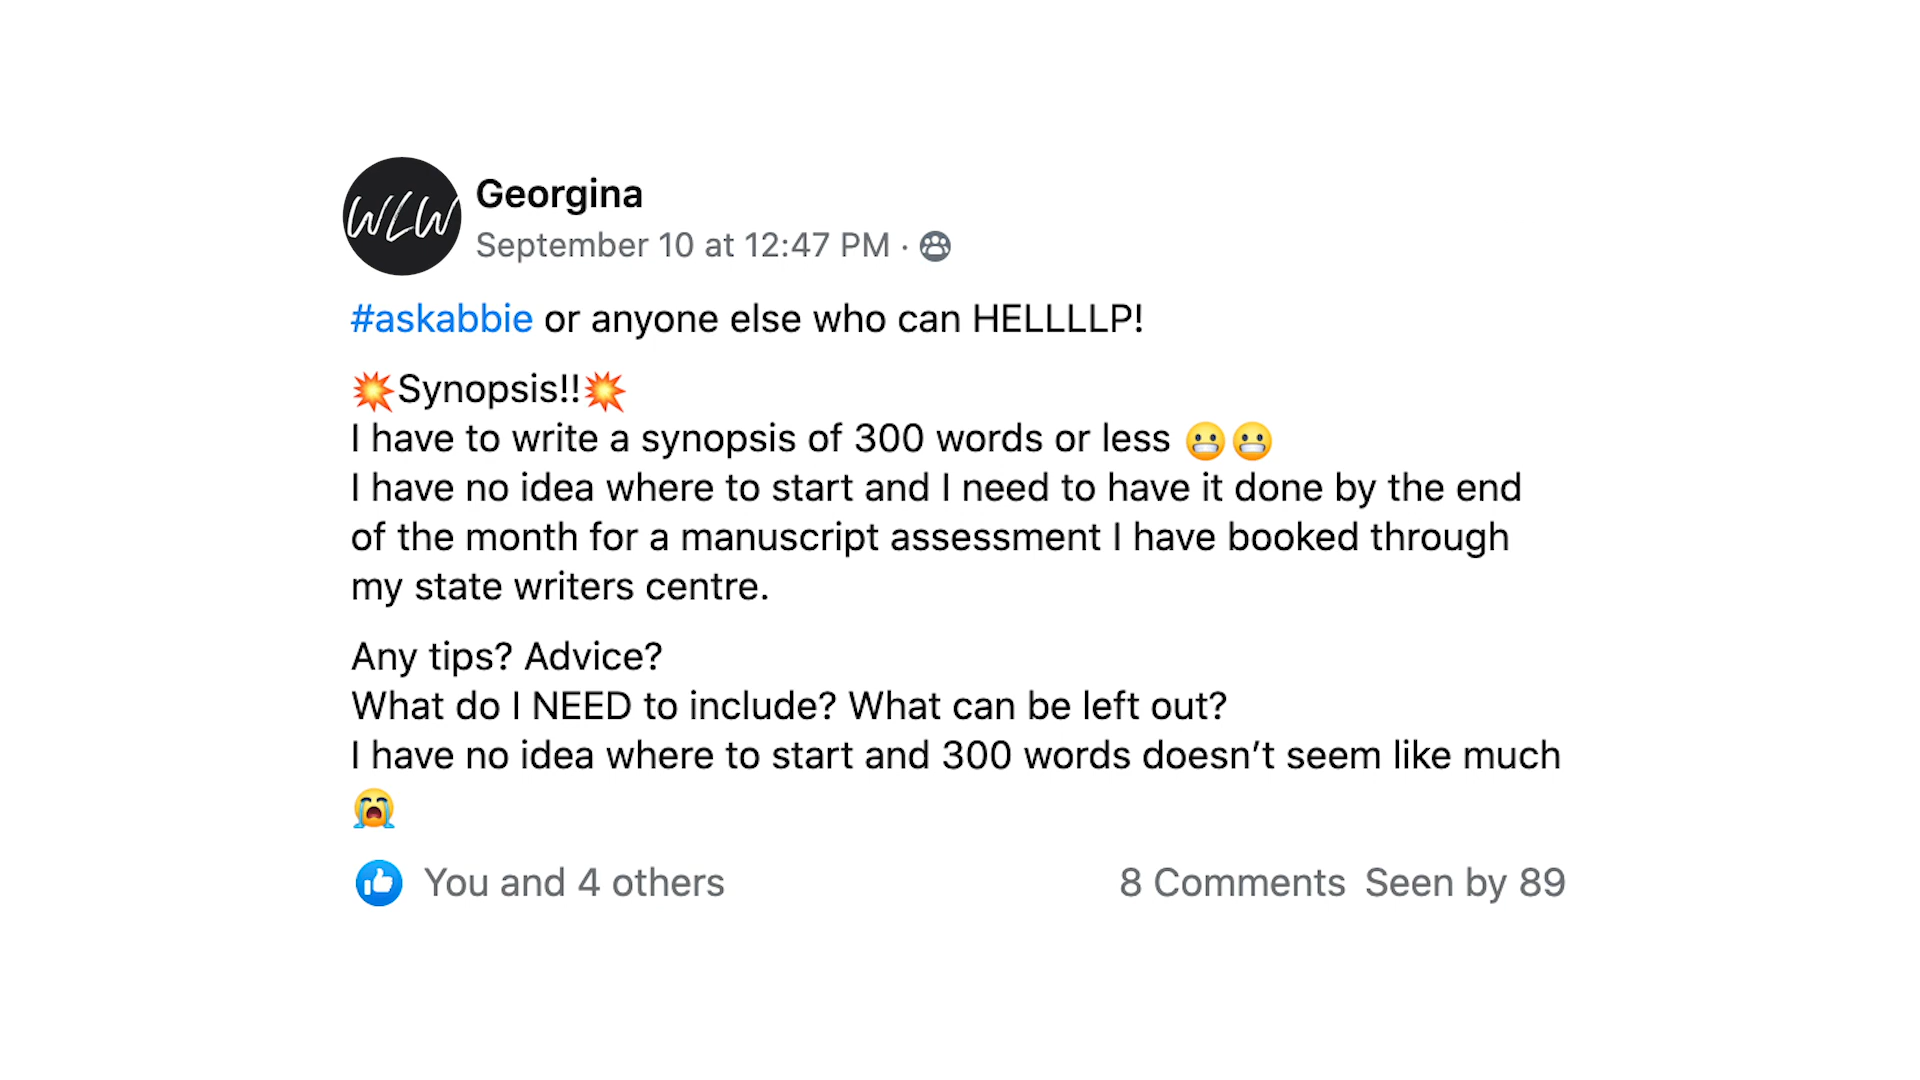 WLW
Georgina
September 10 at 12:47 PM ·
#askabbie or anyone else who can HELLLLP!
💥Synopsis!!💥
I have to write a synopsis of 300 words or less 😬😬
I have no idea where to start and I need to have it done by the end
of the month for a manuscript assessment I have booked through
my state writers centre.
Any tips? Advice?
What do I NEED to include? What can be left out?
I have no idea where to start and 300 words doesn’t seem like much
😭
You and 4 others
8 Comments Seen by 89